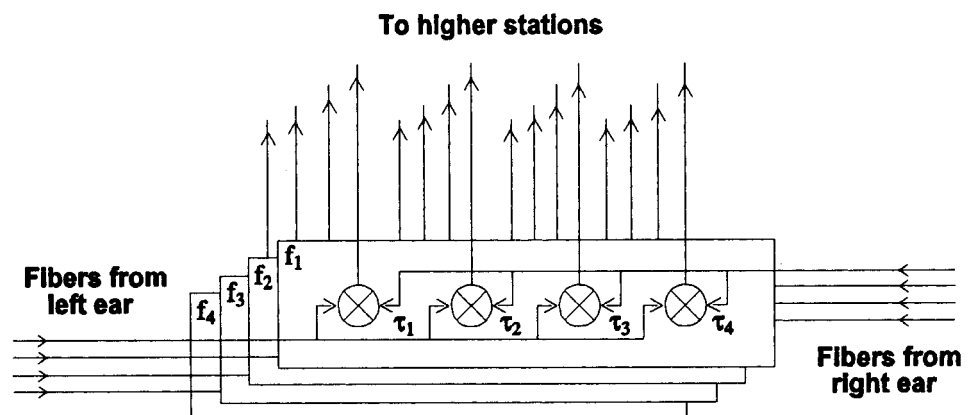 To higher stations
f₁
f₂
f₃
f₄
Fibers from
left ear
τ₁
τ₂
τ₃
τ₄
Fibers from
right ear